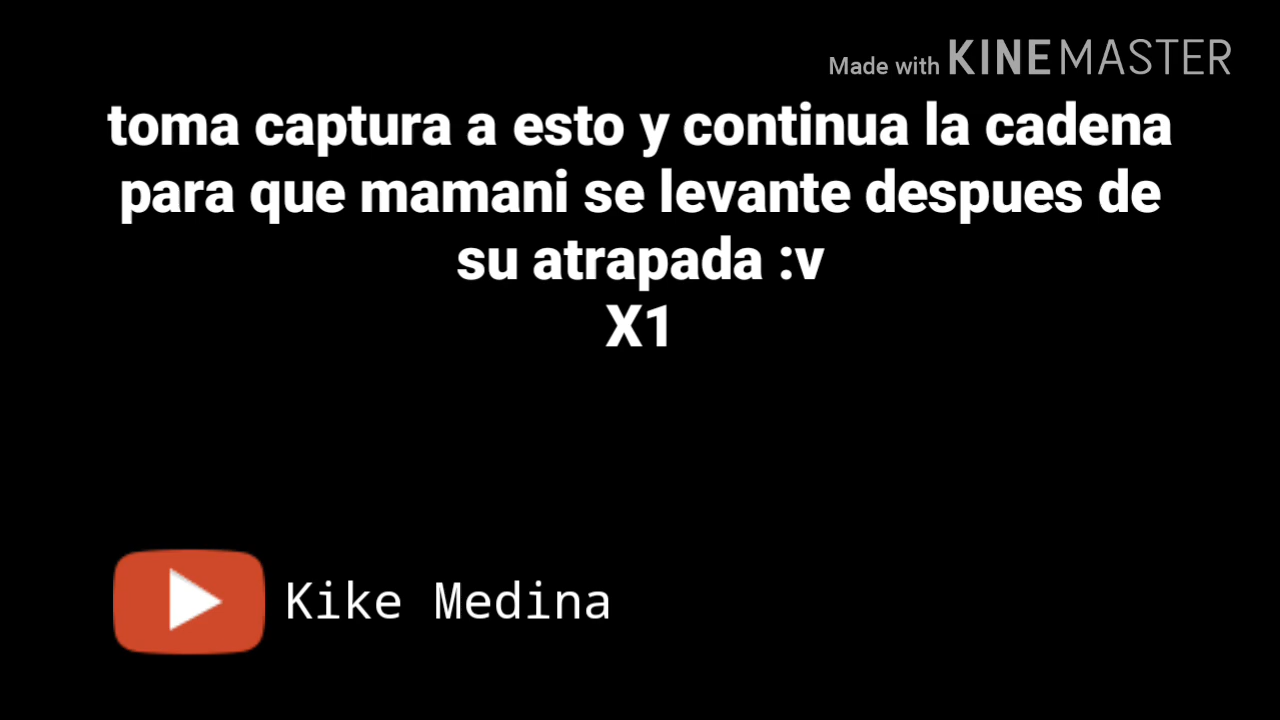 Made with KINEMASTER
toma captura a esto y continua la cadena
para que mamani se levante despues de
su atrapada :v
X1
Kike Medina